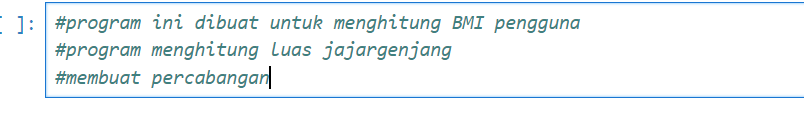 [ ]: #program ini dibuat untuk menghitung BMI pengguna
#program menghitung luas jajargenjang
#membuat percabangan